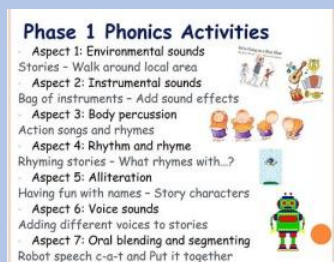 Phase 1 Phonics Activities
Aspect 1: Environmental sounds
Stories - Walk around local area
Aspect 2: Instrumental sounds
Bag of instruments - Add sound effects
Aspect 3: Body percussion
Action songs and rhymes
Aspect 4: Rhythm and rhyme
Rhyming stories - What rhymes with...?
Aspect 5: Alliteration
Having fun with names - Story characters
Aspect 6: Voice sounds
Adding different voices to stories
Aspect 7: Oral blending and segmenting
Robot speech c-a-t and Put it together